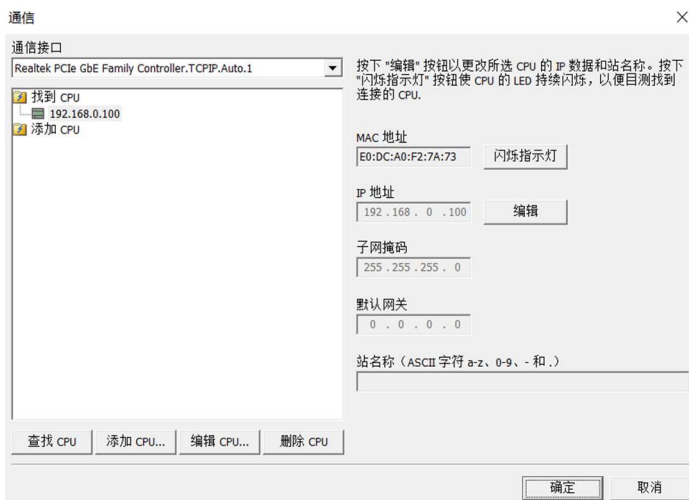 通信
通信接口
Realtek PCIe GbE Family Controller.TCPIP.Auto.1
找到 CPU
192.168.0.100
添加 CPU
按下 "编辑" 按钮以更改所选 CPU 的 IP 数据和站名称。按下
"闪烁指示灯" 按钮使 CPU 的 LED 持续闪烁，以便目测找到
连接的 CPU.
MAC 地址
E0:DC:A0:F2:7A:73
闪烁指示灯
IP 地址
192 . 168 . 0 . 100
编辑
子网掩码
255 . 255 . 255 . 0
默认网关
0 . 0 . 0 . 0
站名称（ASCII 字符 a-z、0-9、- 和 .）
查找 CPU
添加 CPU...
编辑 CPU...
删除 CPU
确定
取消